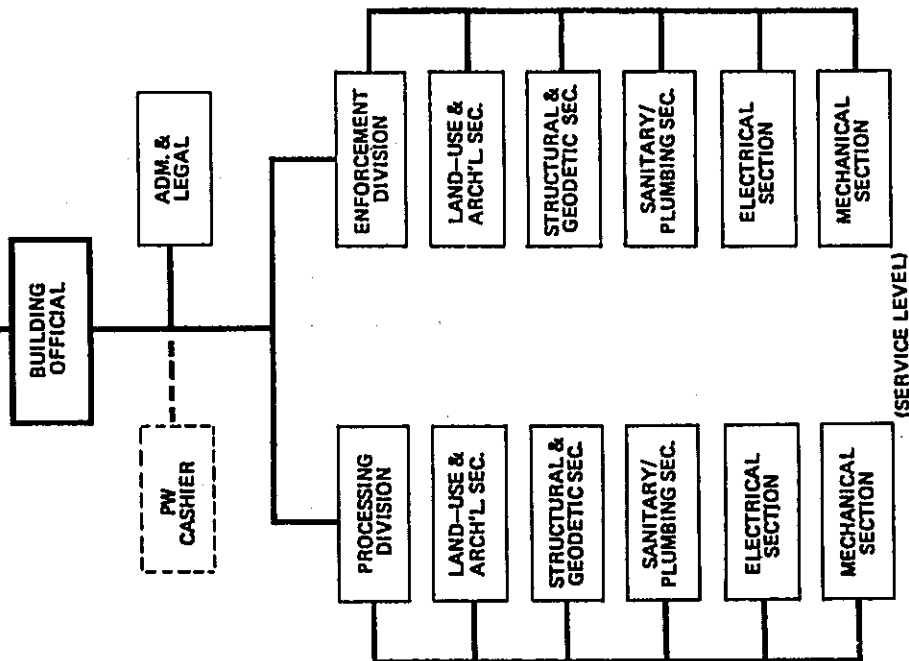 BUILDING
OFFICIAL
PW
CASHIER
ADM. &
LEGAL
PROCESSING
DIVISION
LAND-USE &
ARCH'L. SEC.
STRUCTURAL &
GEODETIC SEC.
SANITARY/
PLUMBING SEC.
ELECTRICAL
SECTION
MECHANICAL
SECTION
ENFORCEMENT
DIVISION
LAND-USE &
ARCH'L. SEC.
STRUCTURAL &
GEODETIC SEC.
SANITARY/
PLUMBING SEC.
ELECTRICAL
SECTION
MECHANICAL
SECTION
(SERVICE LEVEL)